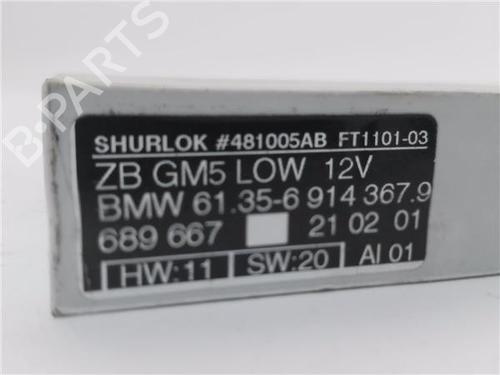 SHURLOK #481005AB FT1101-03
ZB GM5 LOW 12V
BMW 61.35-6 914 367.9
689 667 21 02 01
HW:11 SW:20 AI 01
B-PARTS